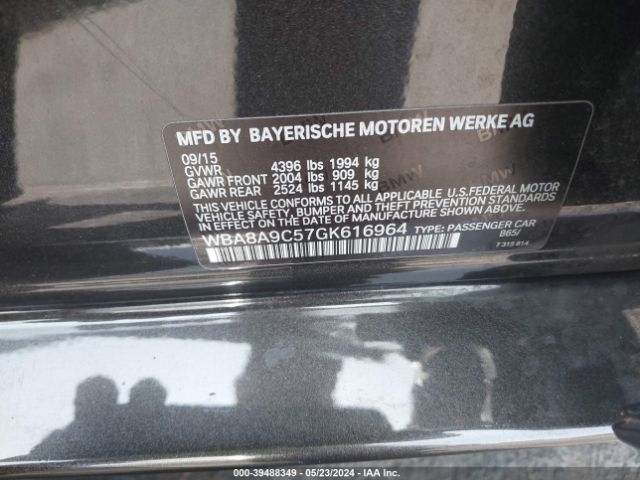 MFD BY BAYERISCHE MOTOREN WERKE AG
09/15
GVWR 4396 lbs 1994 kg
GAWR FRONT 2004 lbs 909 kg
GAWR REAR 2524 lbs 1145 kg
THIS VEHICLE CONFORMS TO ALL APPLICABLE U.S.FEDERAL MOTOR
VEHICLE SAFETY, BUMPER, AND THEFT PREVENTION STANDARDS
IN EFFECT ON THE DATE OF MANUFACTURE SHOWN ABOVE.
WBA8A9C57GK616964 TYPE: PASSENGER CAR
B65/
7 315 814
000-39488349 — 05/23/2024 — IAA Inc.